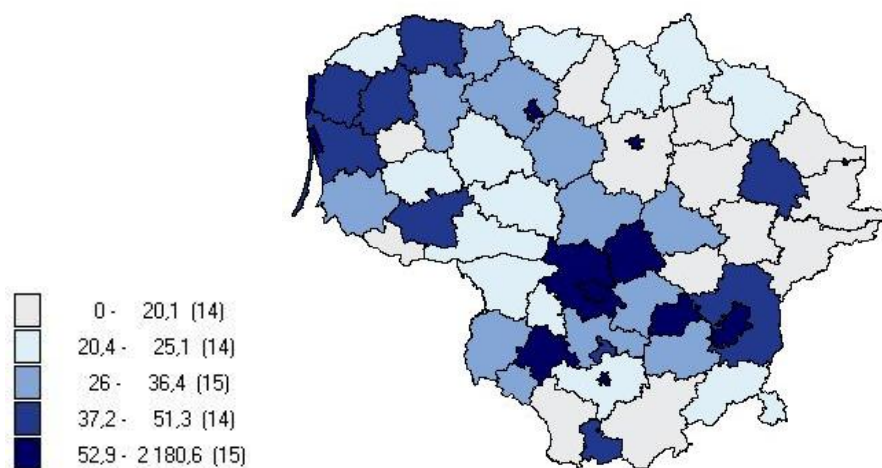 0 - 20,1 (14)
20,4 - 25,1 (14)
26 - 36,4 (15)
37,2 - 51,3 (14)
52,9 - 2 180,6 (15)